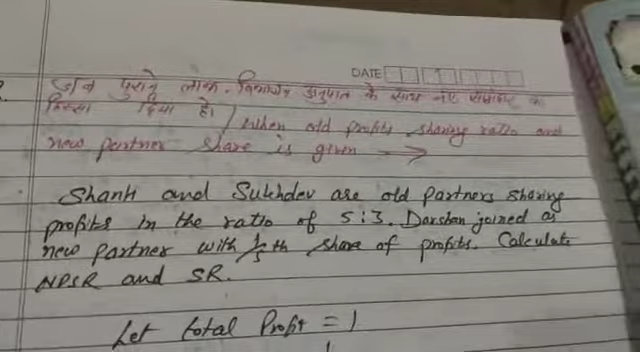 DATE
जब पुराने लाभ-विभाजन अनुपात के साथ नए साझेदार का
हिस्सा दिया हो। / When old profits sharing ratio and
new partner share is given →
Shanh and Sukhdev are old partners sharing
profits in the ratio of 5:3. Darshan joined as
new partner with 1/5th share of profits. Calculate
NPSR and SR.
Let total Profit = 1